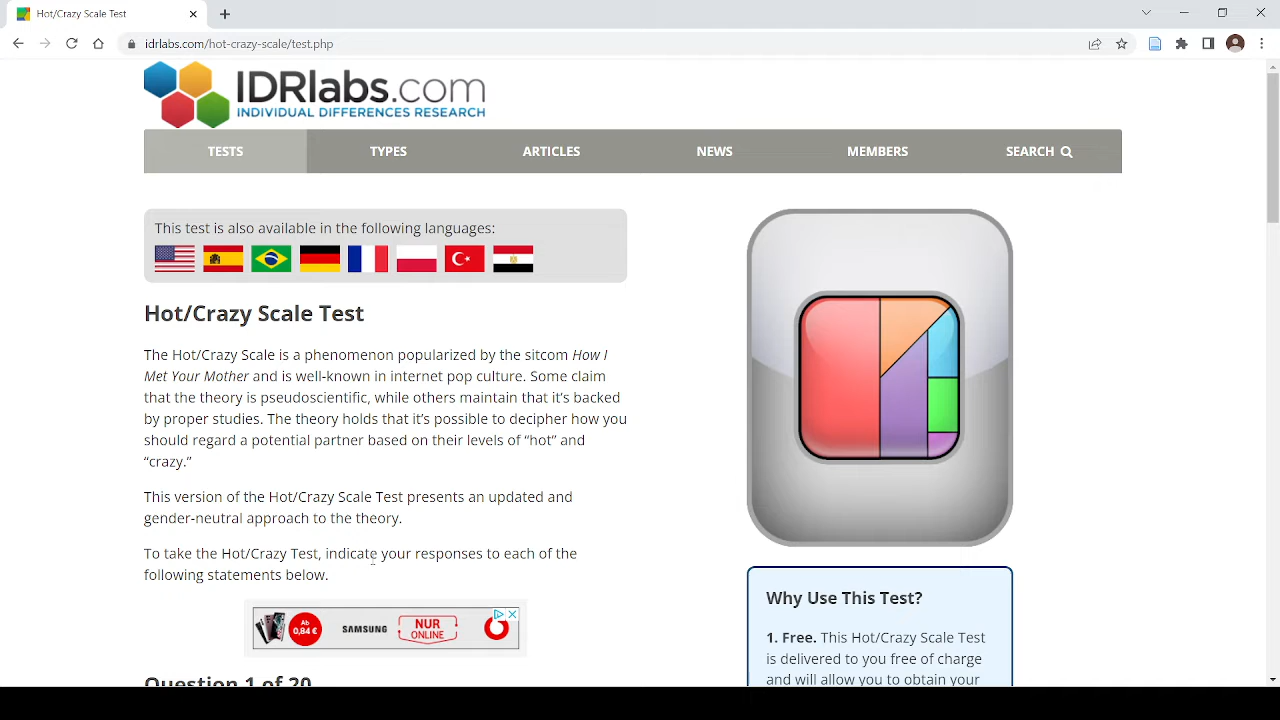 Hot/Crazy Scale Test
idrlabs.com/hot-crazy-scale/test.php
IDRlabs.com
INDIVIDUAL DIFFERENCES RESEARCH
TESTS
TYPES
ARTICLES
NEWS
MEMBERS
SEARCH
This test is also available in the following languages:
Hot/Crazy Scale Test
The Hot/Crazy Scale is a phenomenon popularized by the sitcom How I
Met Your Mother and is well-known in internet pop culture. Some claim
that the theory is pseudoscientific, while others maintain that it's backed
by proper studies. The theory holds that it's possible to decipher how you
should regard a potential partner based on their levels of “hot” and
“crazy.”
This version of the Hot/Crazy Scale Test presents an updated and
gender-neutral approach to the theory.
To take the Hot/Crazy Test, indicate your responses to each of the
following statements below.
Ab
0,84 €
SAMSUNG
NUR
ONLINE
Question 1 of 20
Why Use This Test?
1. Free. This Hot/Crazy Scale Test
is delivered to you free of charge
and will allow you to obtain your